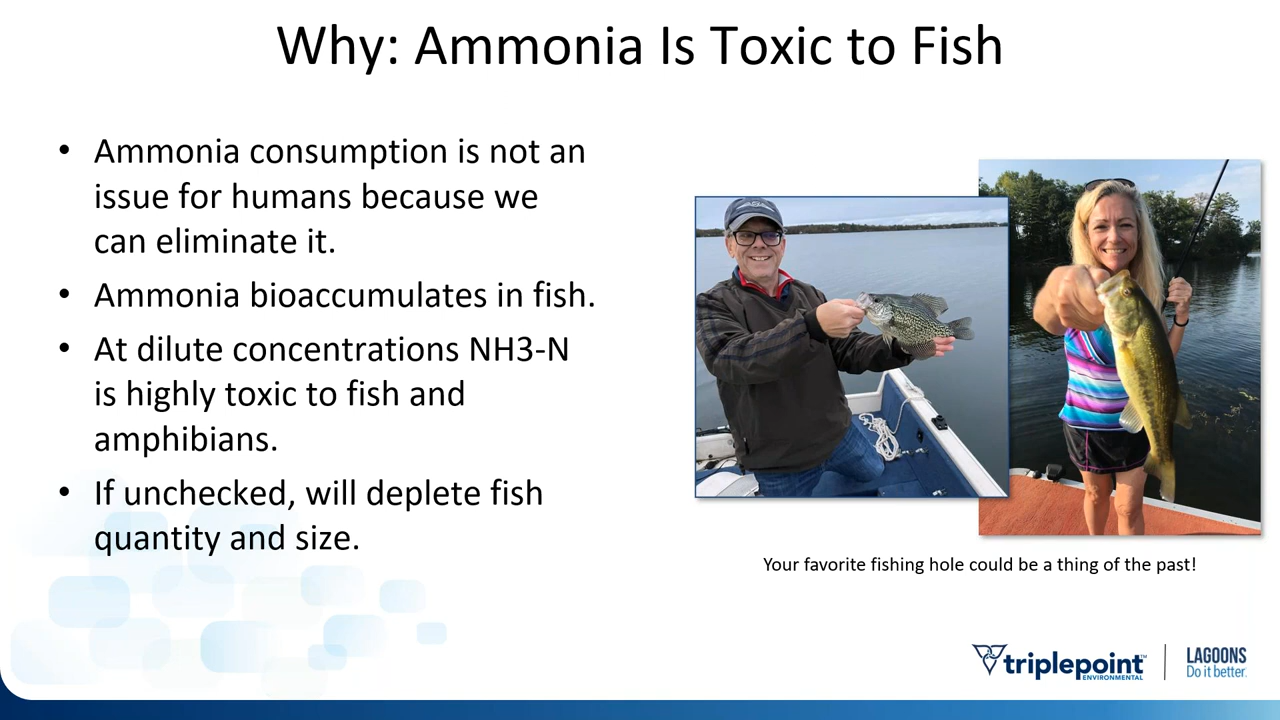 Why: Ammonia Is Toxic to Fish
• Ammonia consumption is not an
issue for humans because we
can eliminate it.
• Ammonia bioaccumulates in fish.
• At dilute concentrations NH3-N
is highly toxic to fish and
amphibians.
• If unchecked, will deplete fish
quantity and size.
Your favorite fishing hole could be a thing of the past!
triplepoint™
ENVIRONMENTAL
LAGOONS
Do it better.